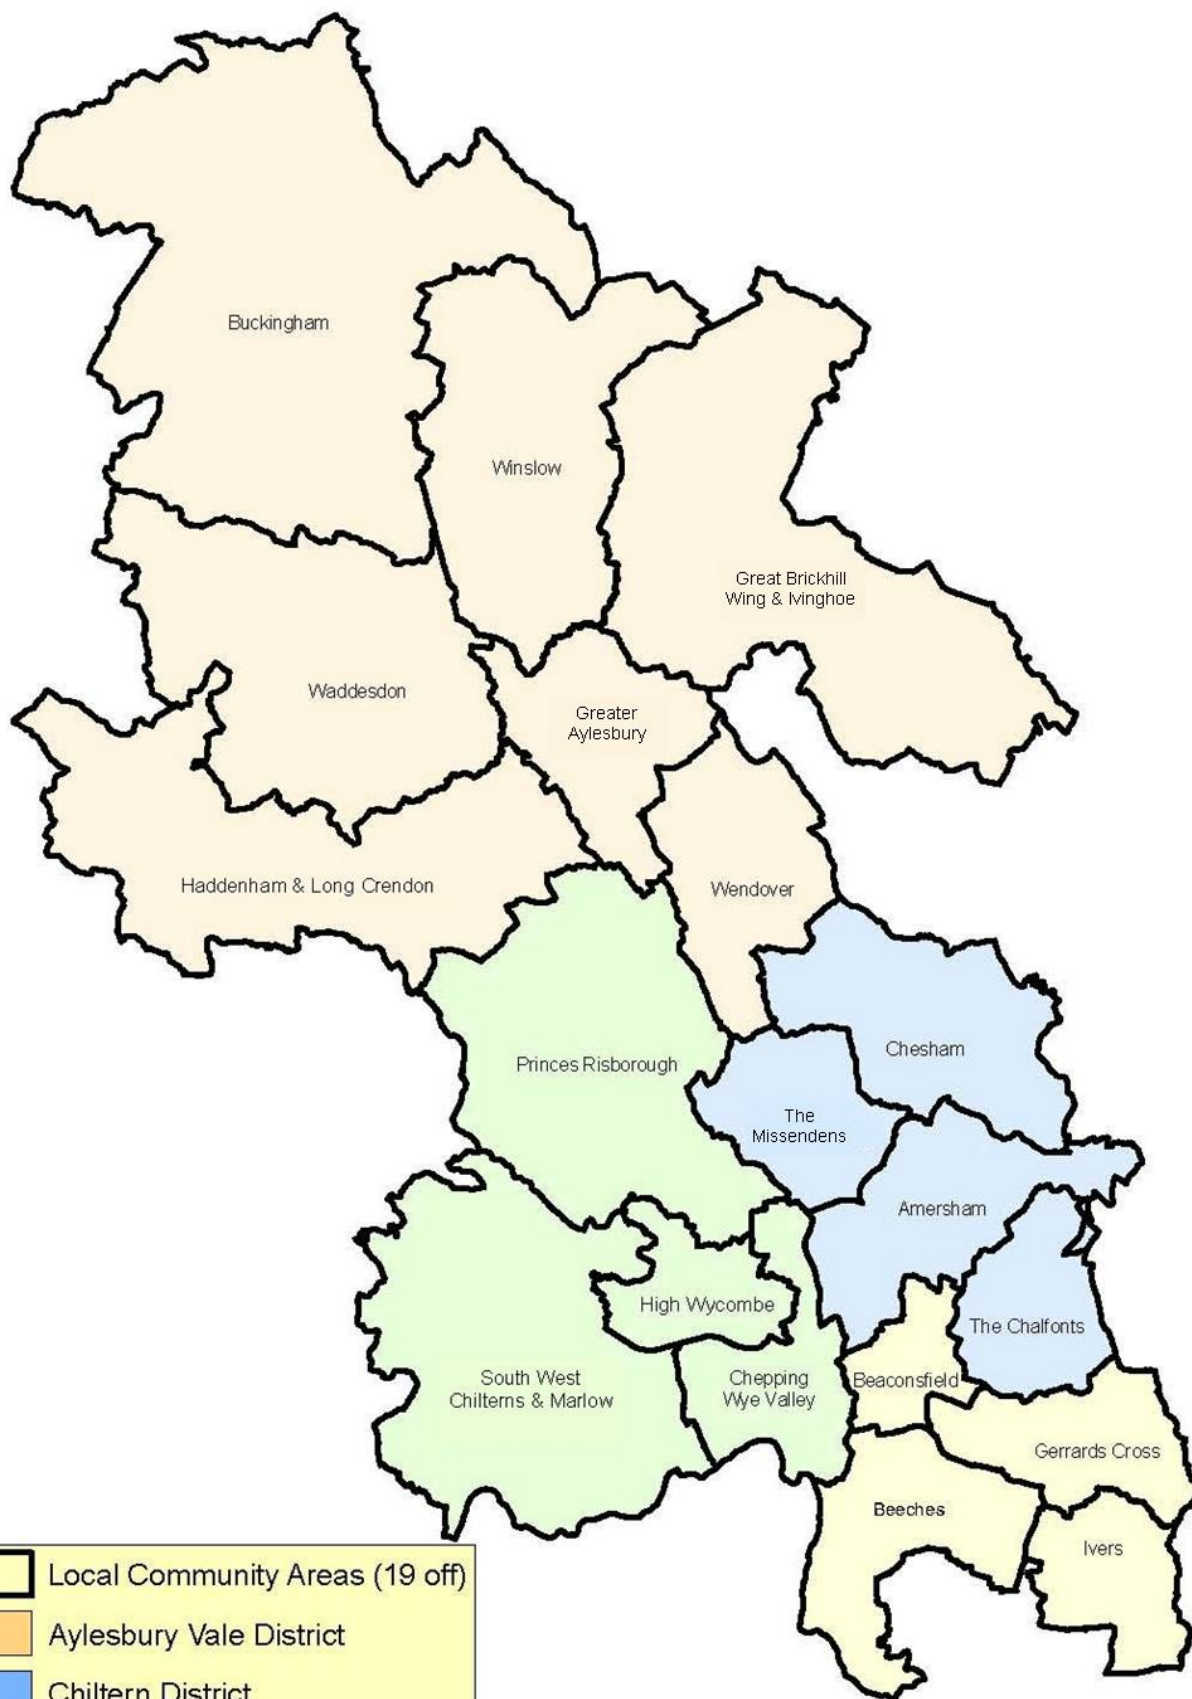 Buckingham
Winslow
Great Brickhill
Wing & Ivinghoe
Waddesdon
Greater
Aylesbury
Haddenham & Long Crendon
Wendover
Chesham
Princes Risborough
The
Missendens
Amersham
High Wycombe
The Chalfonts
South West
Chilterns & Marlow
Chepping
Wye Valley
Beaconsfield
Gerrards Cross
Beeches
Ivers
Local Community Areas (19 off)
Aylesbury Vale District
Chiltern District